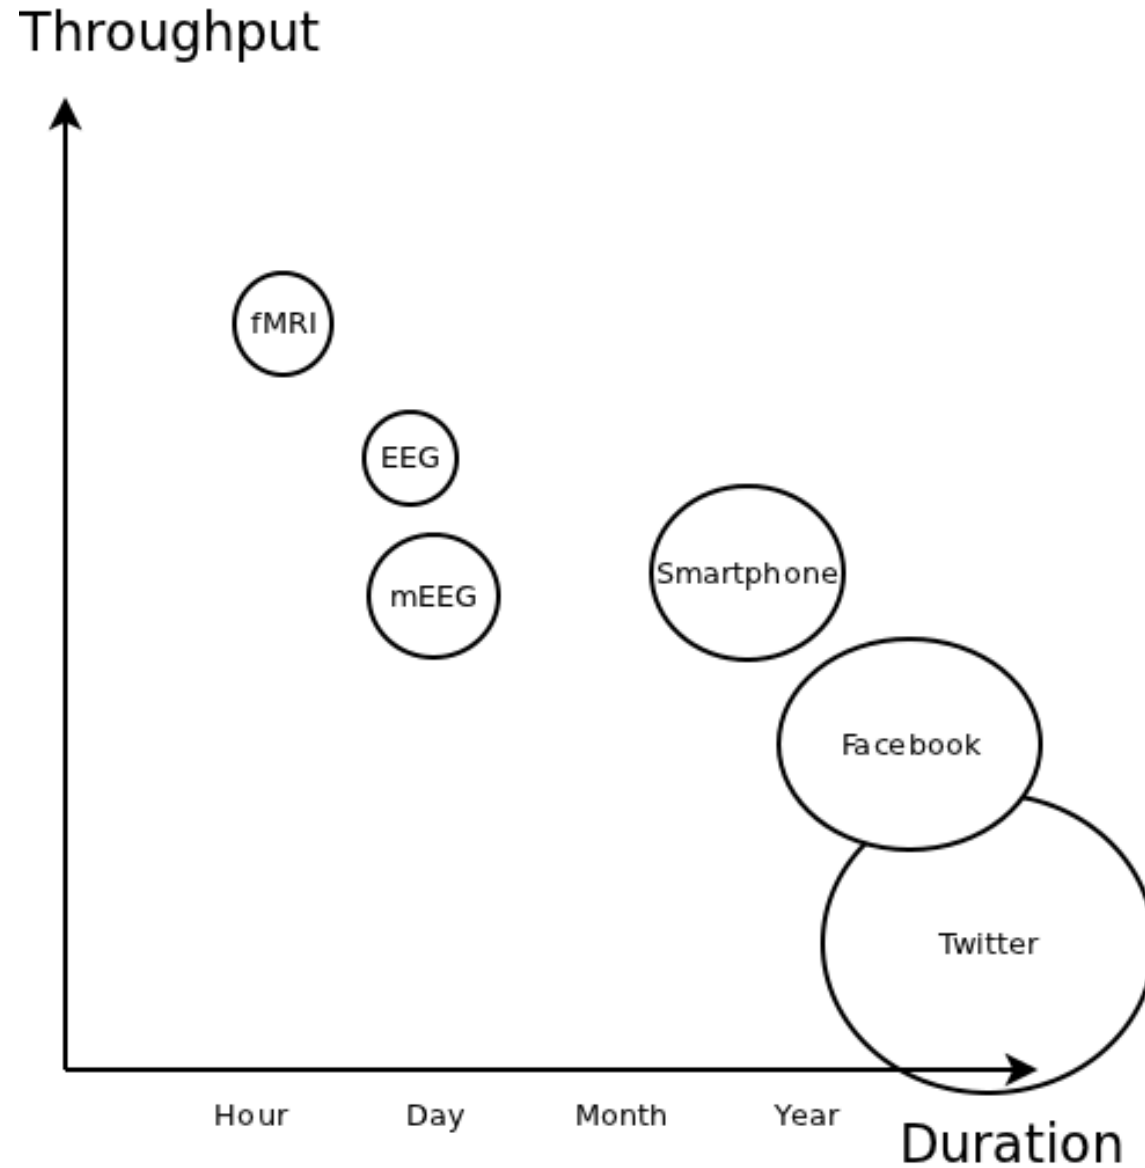 Throughput
fMRI
EEG
mEEG
Smartphone
Facebook
Twitter
Hour Day Month Year
Duration